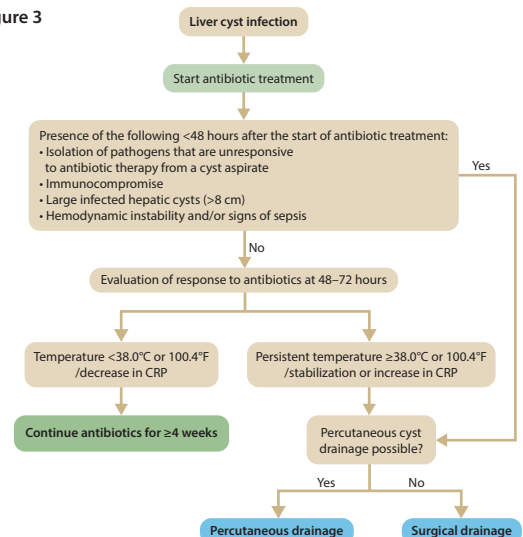 gure 3
Liver cyst infection
Start antibiotic treatment
Presence of the following <48 hours after the start of antibiotic treatment:
• Isolation of pathogens that are unresponsive
to antibiotic therapy from a cyst aspirate
• Immunocompromise
• Large infected hepatic cysts (>8 cm)
• Hemodynamic instability and/or signs of sepsis
Yes
No
Evaluation of response to antibiotics at 48–72 hours
Temperature <38.0°C or 100.4°F
/decrease in CRP
Persistent temperature ≥38.0°C or 100.4°F
/stabilization or increase in CRP
Continue antibiotics for ≥4 weeks
Percutaneous cyst
drainage possible?
Yes
No
Percutaneous drainage
Surgical drainage